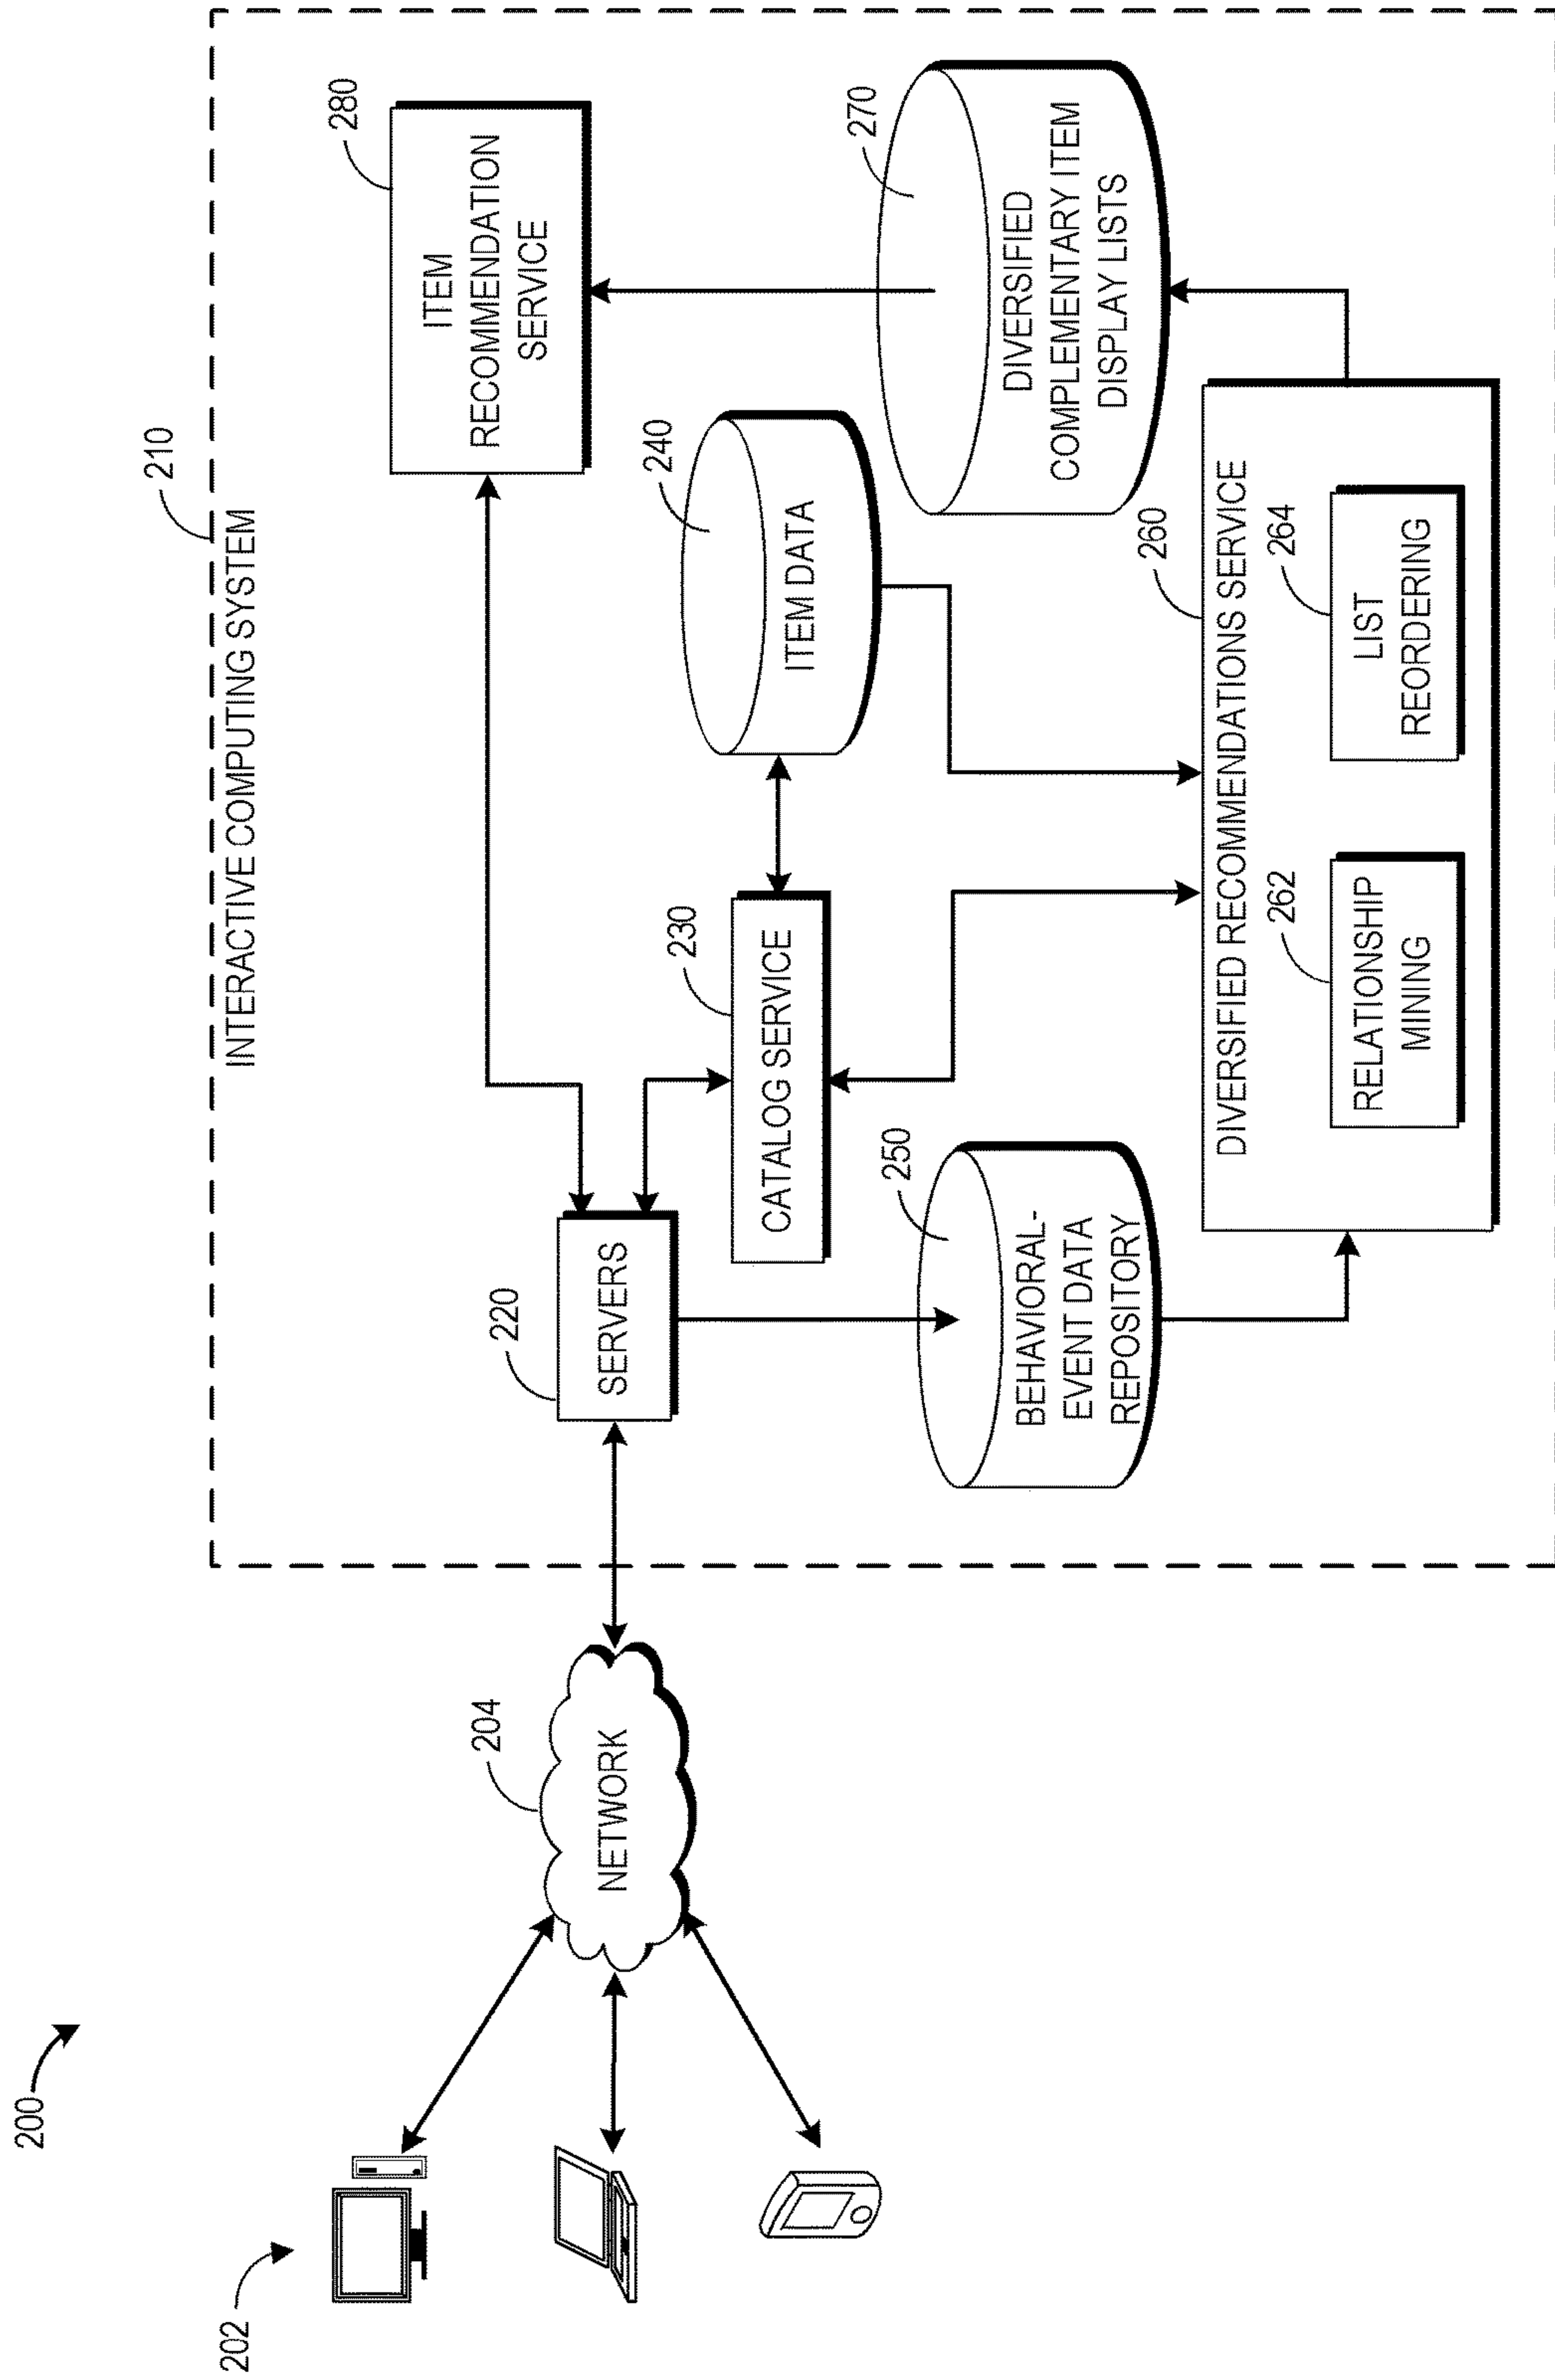 200
202
204
NETWORK
210
INTERACTIVE COMPUTING SYSTEM
220
SERVERS
280
ITEM
RECOMMENDATION
SERVICE
230
CATALOG SERVICE
240
ITEM DATA
250
BEHAVIORAL-
EVENT DATA
REPOSITORY
270
DIVERSIFIED
COMPLEMENTARY ITEM
DISPLAY LISTS
260
DIVERSIFIED RECOMMENDATIONS SERVICE
262
RELATIONSHIP
MINING
264
LIST
REORDERING